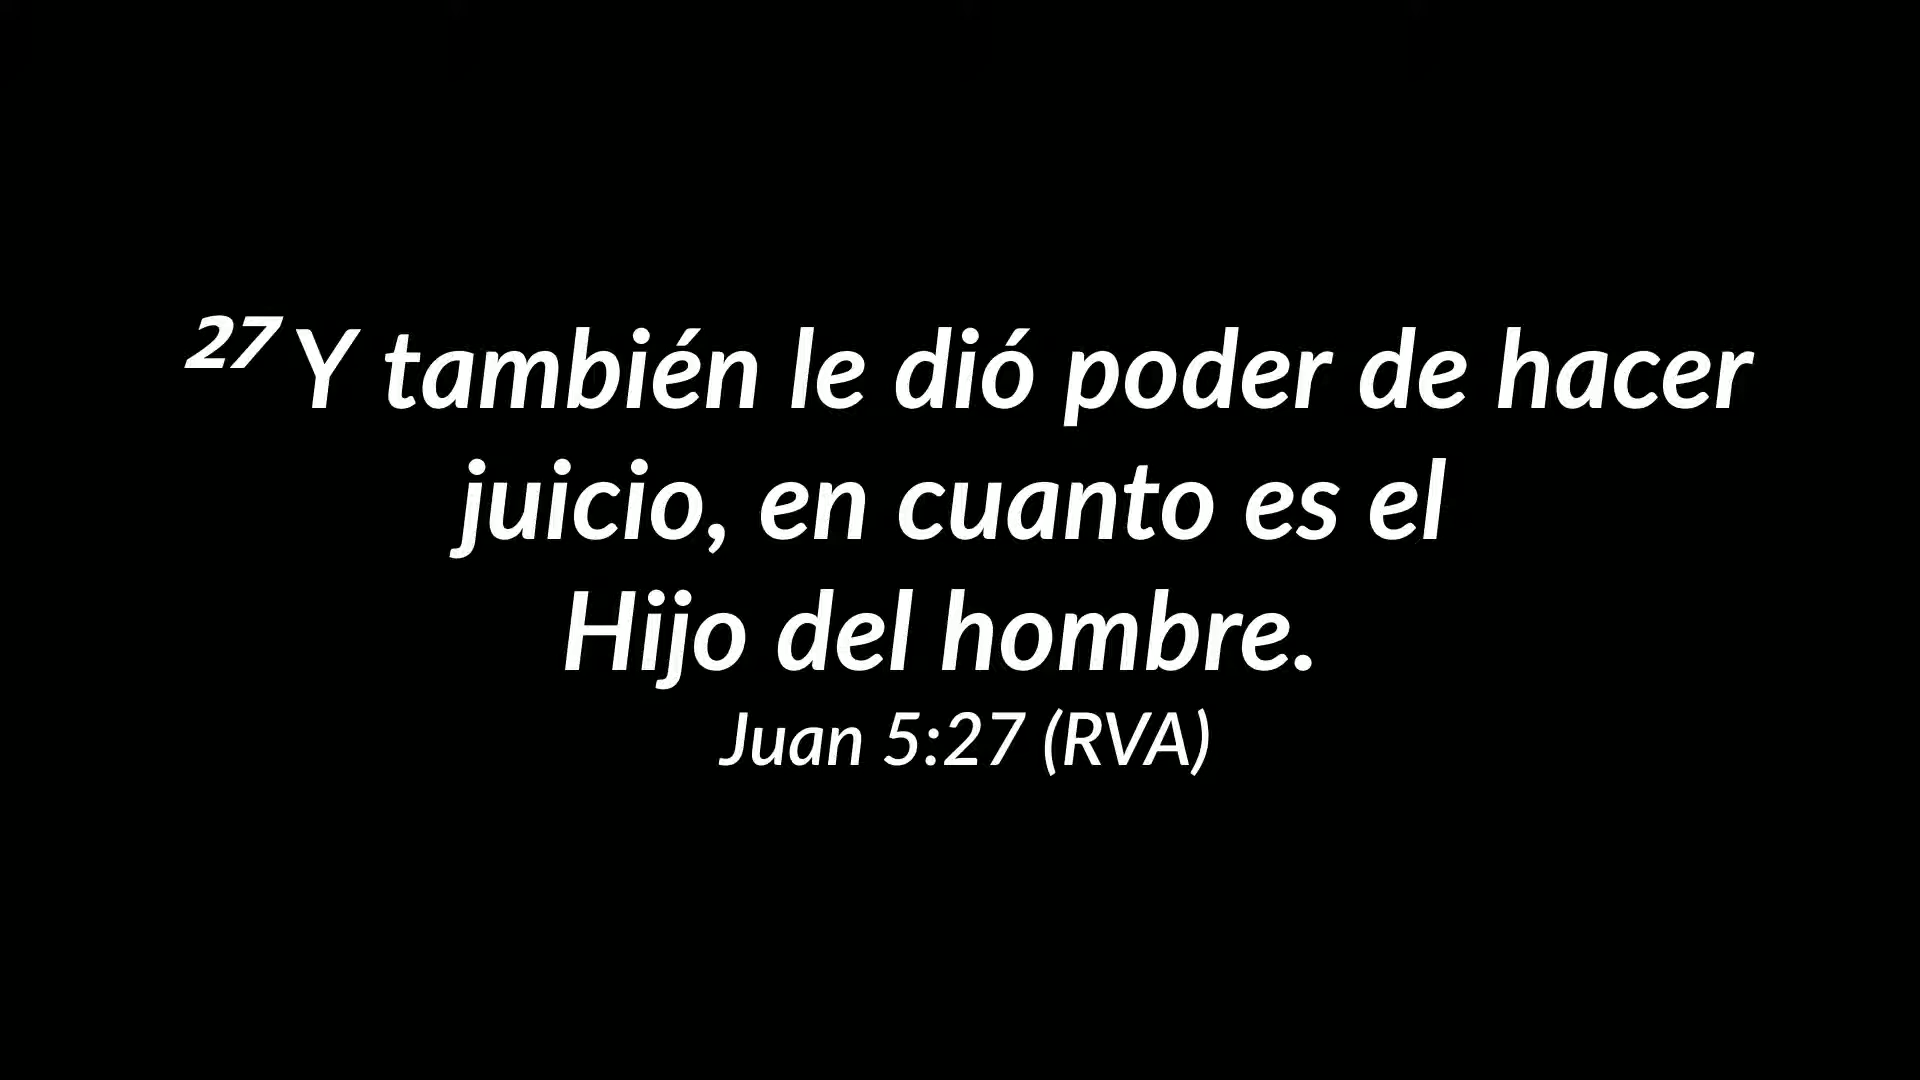 27 Y también le dió poder de hacer
juicio, en cuanto es el
Hijo del hombre.
Juan 5:27 (RVA)